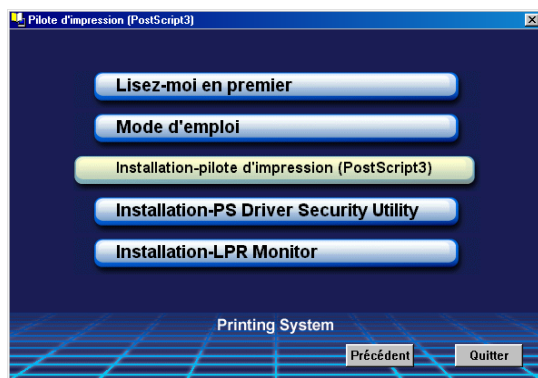 Pilote d'impression (PostScript3)
Lisez-moi en premier
Mode d'emploi
Installation-pilote d'impression (PostScript3)
Installation-PS Driver Security Utility
Installation-LPR Monitor
Printing System
Précédent
Quitter